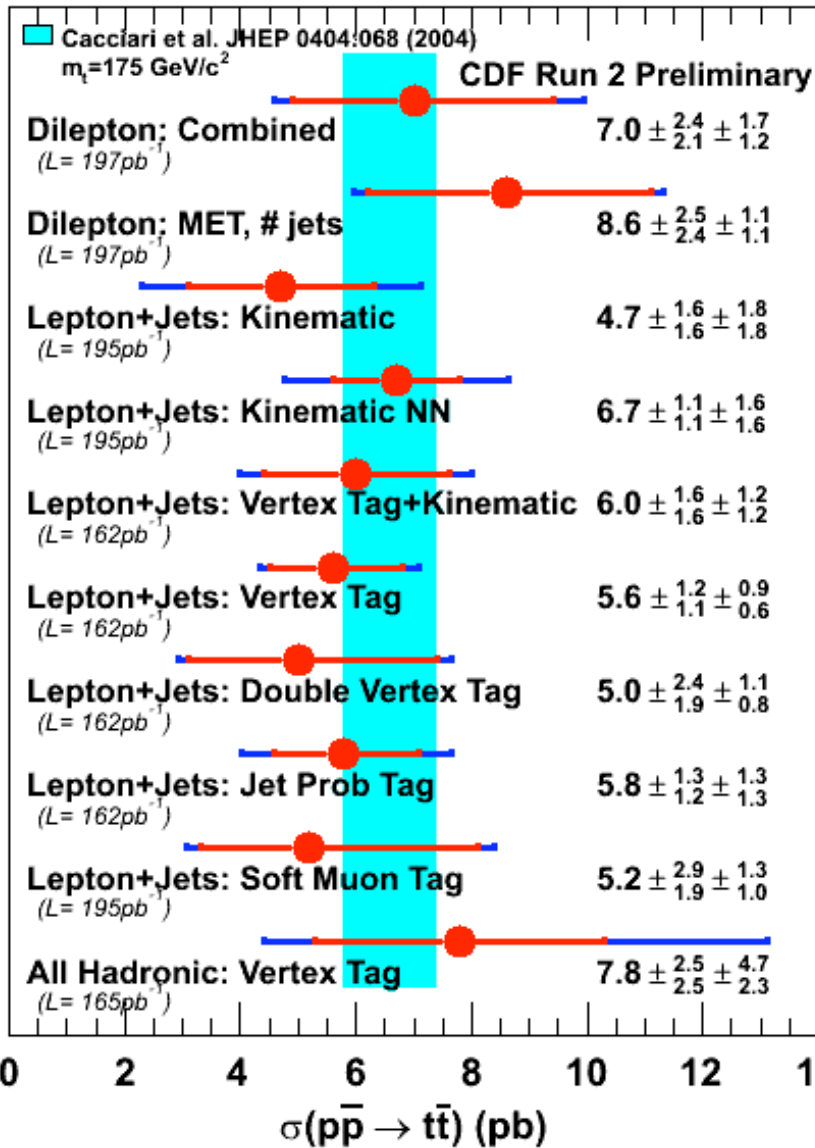 Cacciari et al. JHEP 0404:068 (2004)
mₜ=175 GeV/c²
CDF Run 2 Preliminary
Dilepton: Combined 7.0 ± 2.4 2.1 ± 1.7 1.2
(L= 197pb⁻¹)
Dilepton: MET, # jets 8.6 ± 2.5 2.4 ± 1.1 1.1
(L= 197pb⁻¹)
Lepton+Jets: Kinematic 4.7 ± 1.6 1.6 ± 1.8 1.8
(L= 195pb⁻¹)
Lepton+Jets: Kinematic NN 6.7 ± 1.1 1.1 ± 1.6 1.6
(L= 195pb⁻¹)
Lepton+Jets: Vertex Tag+Kinematic 6.0 ± 1.6 1.6 ± 1.2 1.2
(L= 162pb⁻¹)
Lepton+Jets: Vertex Tag 5.6 ± 1.2 1.1 ± 0.9 0.6
(L= 162pb⁻¹)
Lepton+Jets: Double Vertex Tag 5.0 ± 2.4 1.9 ± 1.1 0.8
(L= 162pb⁻¹)
Lepton+Jets: Jet Prob Tag 5.8 ± 1.3 1.2 ± 1.3 1.3
(L= 162pb⁻¹)
Lepton+Jets: Soft Muon Tag 5.2 ± 2.9 1.9 ± 1.3 1.0
(L= 195pb⁻¹)
All Hadronic: Vertex Tag 7.8 ± 2.5 2.5 ± 4.7 2.3
(L= 165pb⁻¹)
0 2 4 6 8 10 12 1
σ(pp̄ → tt̄) (pb)